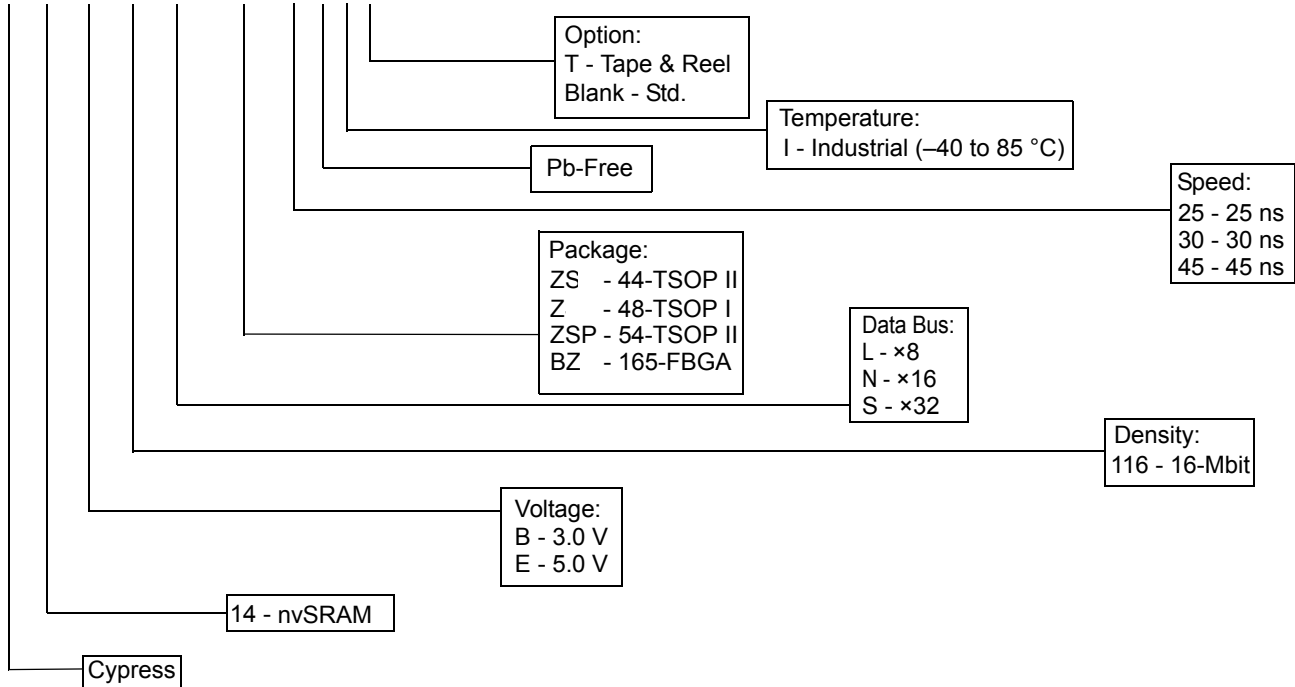 Option:
T - Tape & Reel
Blank - Std.
Temperature:
I - Industrial (–40 to 85 °C)
Pb-Free
Speed:
25 - 25 ns
30 - 30 ns
45 - 45 ns
Package:
ZS - 44-TSOP II
Z - 48-TSOP I
ZSP - 54-TSOP II
BZ - 165-FBGA
Data Bus:
L - ×8
N - ×16
S - ×32
Density:
116 - 16-Mbit
Voltage:
B - 3.0 V
E - 5.0 V
14 - nvSRAM
Cypress